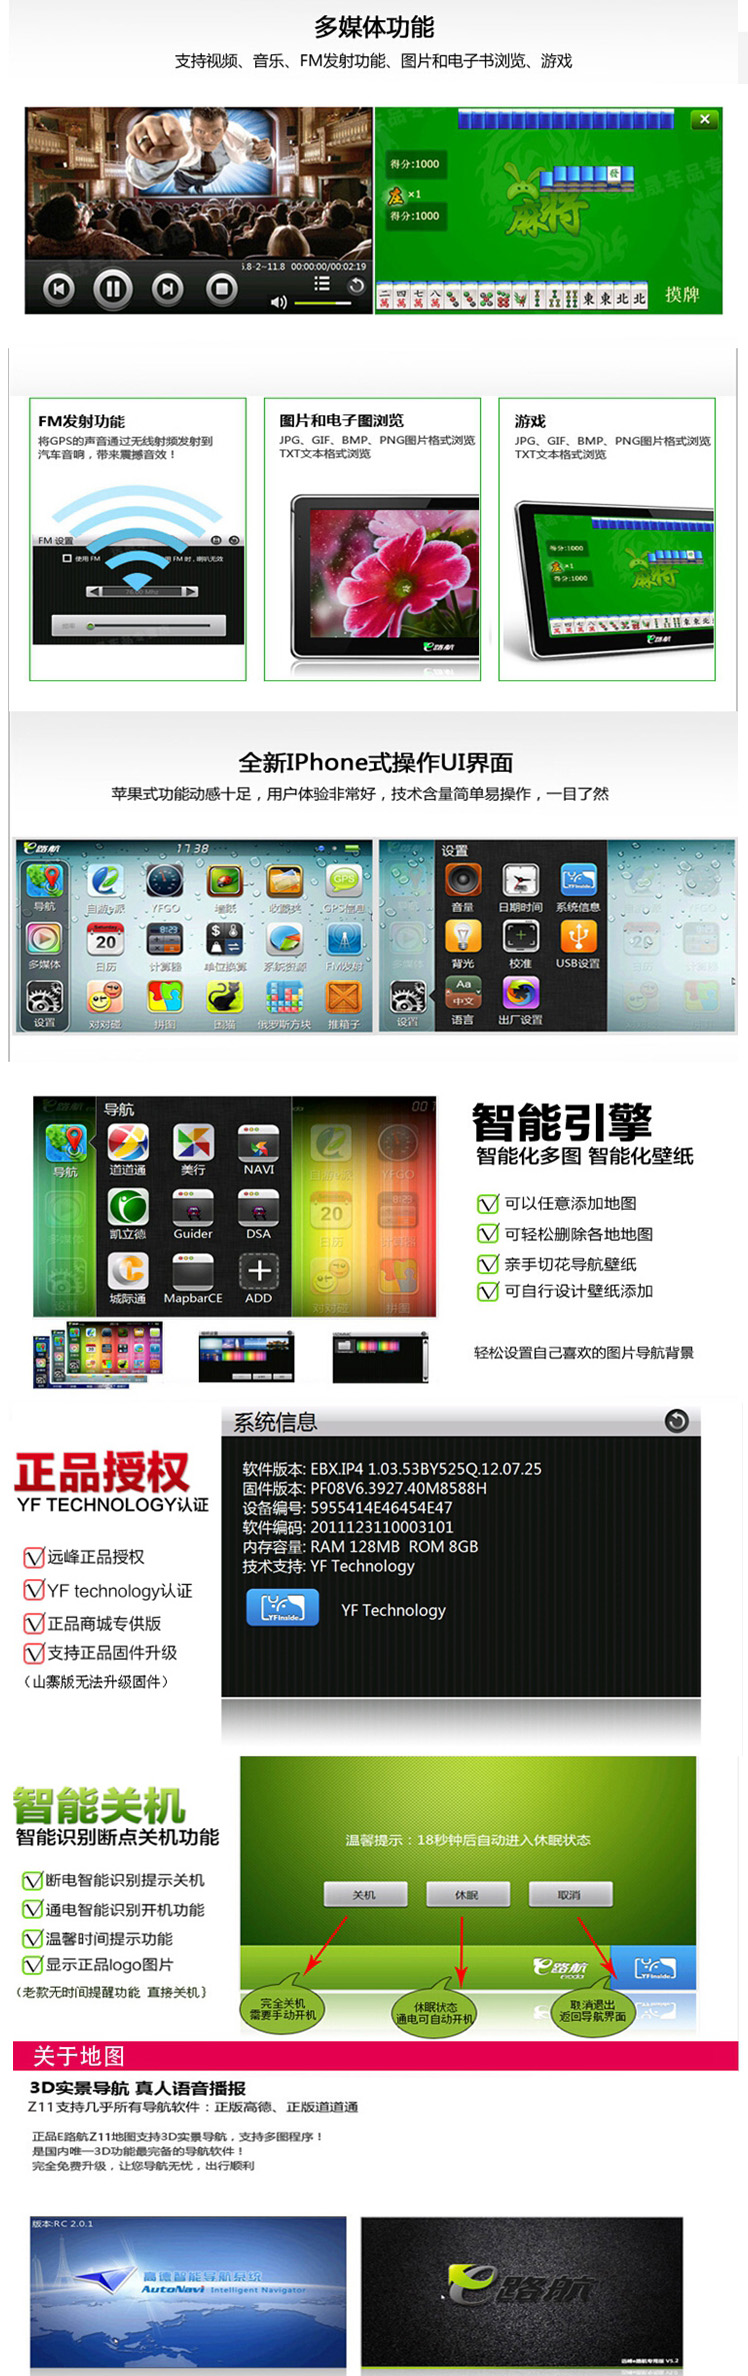 多媒体功能
支持视频、音乐、FM发射功能、图片和电子书浏览、游戏
得分:1000
庄×1
得分:1000
麻将
5.8-2~11.8 00:00:00/00:02:19
摸牌
FM发射功能
将GPS的声音通过无线射频发射到
汽车音响，带来震撼音效！
FM 设置
使用 FM
图片和电子图浏览
JPG、GIF、BMP、PNG图片格式浏览
TXT文本格式浏览
e路航
游戏
JPG、GIF、BMP、PNG图片格式浏览
TXT文本格式浏览
得分:1000
庄×1
得分:1000
麻将
e路航
全新IPhone式操作UI界面
苹果式功能动感十足，用户体验非常好，技术含量简单易操作，一目了然
e路航 17 38
导航 自游e派 YFGO 地狱 收藏夹 GPS信息
多媒体 日历 计算器 单位换算 系统资源 FM发射
设置 对对碰 拼图 围猫 俄罗斯方块 推箱子
设置
音量 日期时间 系统信息
背光 校准 USB设置
语言 出厂设置
设置
导航
导航 道道通 美行 NAVI
凯立德 Guider DSA
城际通 MapbarCE ADD
智能引擎
智能化多图 智能化壁纸
可以任意添加地图
可轻松删除各地地图
亲手切花导航壁纸
可自行设计壁纸添加
轻松设置自己喜欢的图片导航背景
正品授权
YF TECHNOLOGY认证
远峰正品授权
YF technology认证
正品商城专供版
支持正品固件升级
（山寨版无法升级固件）
系统信息
软件版本: EBX.IP4 1.03.53BY525Q.12.07.25
固件版本: PF08V6.3927.40M8588H
设备编号: 5955414E46454E47
软件编码: 2011123110003101
内存容量: RAM 128MB ROM 8GB
技术支持: YF Technology
YFInside
YF Technology
智能关机
智能识别断点关机功能
断电智能识别提示关机
通电智能识别开机功能
温馨时间提示功能
显示正品logo图片
（老款无时间提醒功能 直接关机）
温馨提示：18秒钟后自动进入休眠状态
关机 休眠 取消
e路航
eroda
YFInside
完全关机
需要手动开机
休眠状态
通电可自动开机
取消退出
返回导航界面
关于地图
3D实景导航 真人语音播报
Z11支持几乎所有导航软件：正版高德、正版道道通
正品E路航Z11地图支持3D实景导航，支持多图程序！
是国内唯一3D功能最完备的导航软件！
完全免费升级，让您导航无忧，出行顺利
版本:RC 2.0.1
高德智能导航系统
AutoNavi Intelligent Navigator
e路航